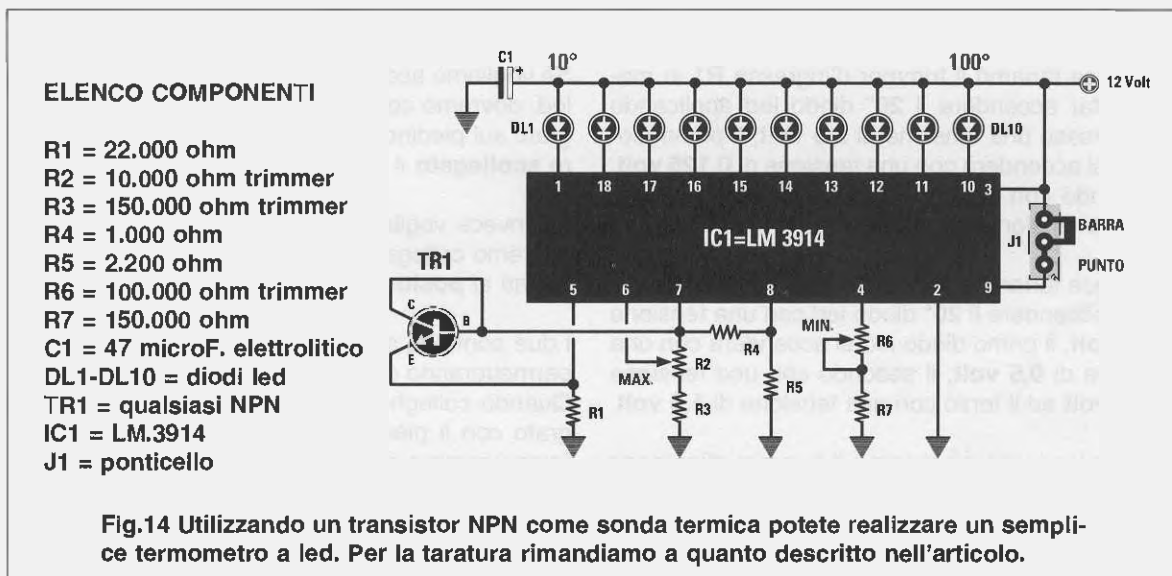 ELENCO COMPONENTI
R1 = 22.000 ohm
R2 = 10.000 ohm trimmer
R3 = 150.000 ohm trimmer
R4 = 1.000 ohm
R5 = 2.200 ohm
R6 = 100.000 ohm trimmer
R7 = 150.000 ohm
C1 = 47 microF. elettrolitico
DL1-DL10 = diodi led
TR1 = qualsiasi NPN
IC1 = LM.3914
J1 = ponticello
C1
+
10°
100°
12 Volt
DL1
DL10
1 18 17 16 15 14 13 12 11 10 3
IC1=LM 3914
J1
BARRA
PUNTO
TR1
C
B
E
5 6 7 8 4 2 9
MIN.
R6
R4
R2
MAX.
R1
R3
R5
R7
Fig.14 Utilizzando un transistor NPN come sonda termica potete realizzare un sempli-
ce termometro a led. Per la taratura rimandiamo a quanto descritto nell'articolo.